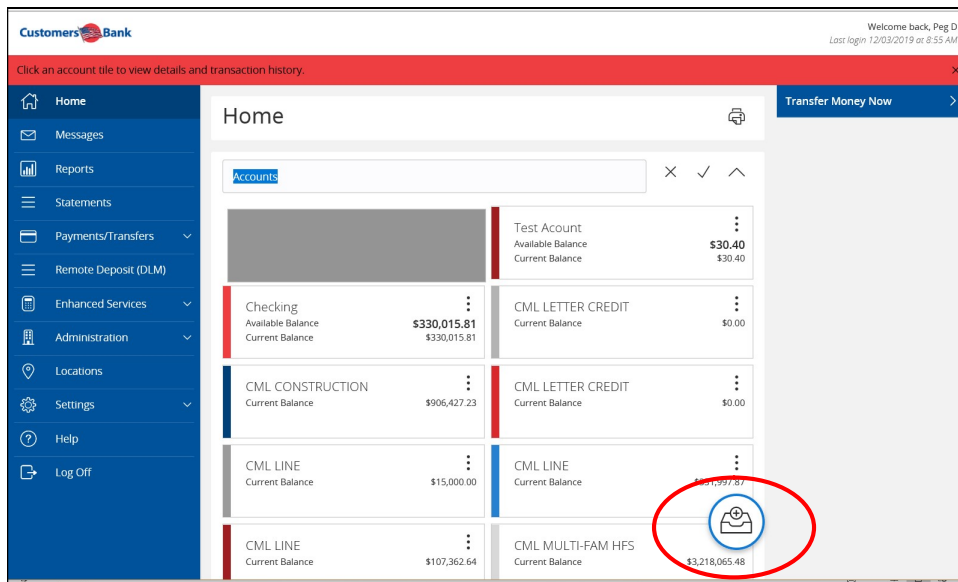 Customers Bank
Welcome back, Peg D
Last login 12/03/2019 at 8:55 AM
Click an account tile to view details and transaction history.
Home
Messages
Reports
Statements
Payments/Transfers
Remote Deposit (DLM)
Enhanced Services
Administration
Locations
Settings
Help
Log Off
Home
Accounts
Test Acount
Available Balance $30.40
Current Balance $30.40
Checking
Available Balance $330,015.81
Current Balance $330,015.81
CML LETTER CREDIT
Current Balance $0.00
CML CONSTRUCTION
Current Balance $906,427.23
CML LETTER CREDIT
Current Balance $0.00
CML LINE
Current Balance $15,000.00
CML LINE
Current Balance
CML LINE
Current Balance $107,362.64
CML MULTI-FAM HFS
Current Balance $3,218,065.48
Transfer Money Now